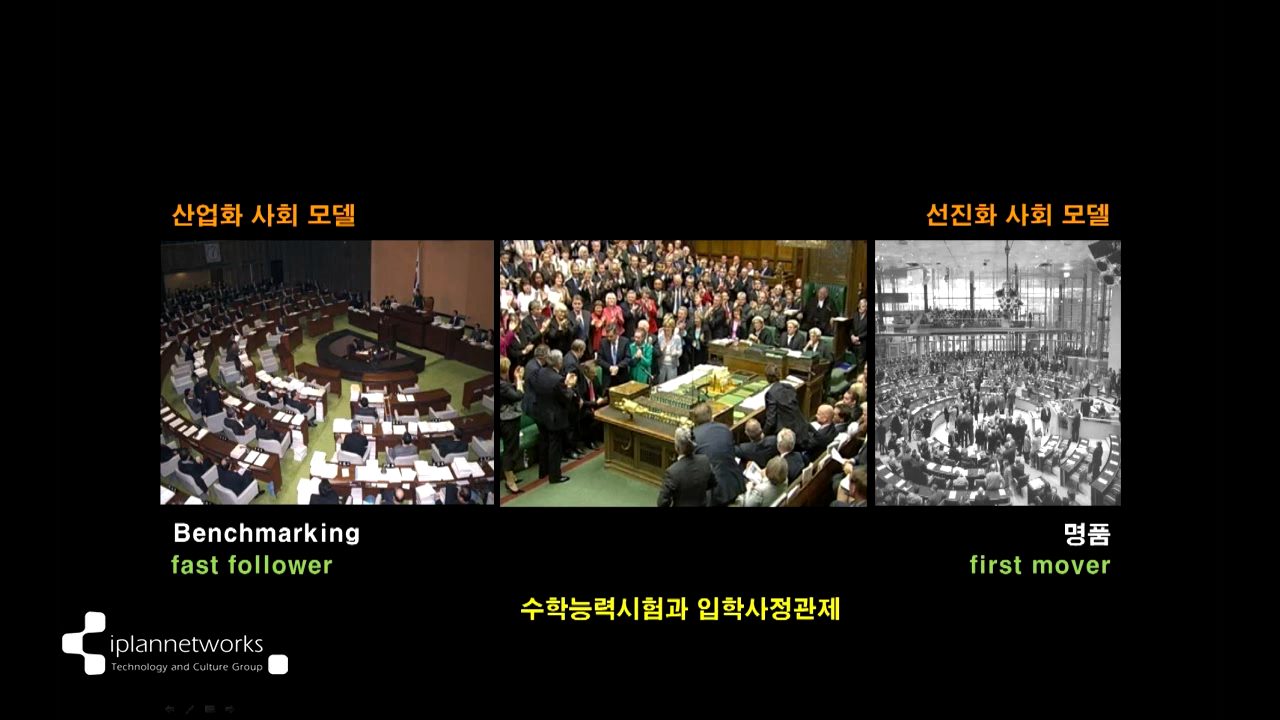 산업화 사회 모델
선진화 사회 모델
Benchmarking
fast follower
명품
first mover
수학능력시험과 입학사정관제
iplannetworks
Technology and Culture Group